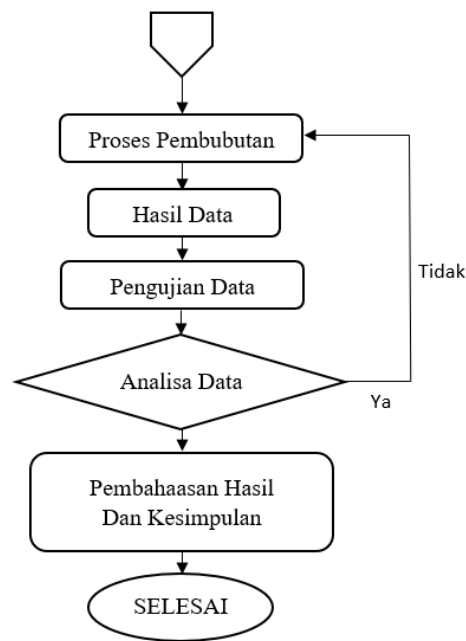 Proses Pembubutan
Hasil Data
Tidak
Pengujian Data
Analisa Data
Ya
Pembahaasan Hasil
Dan Kesimpulan
SELESAI